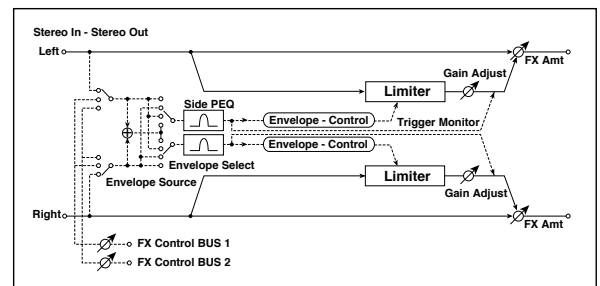 Stereo In - Stereo Out
Left
FX Amt
Gain Adjust
Limiter
Side PEQ
Envelope - Control
Trigger Monitor
Envelope - Control
Envelope Select
Envelope Source
Limiter
Gain Adjust
Right
FX Amt
FX Control BUS 1
FX Control BUS 2